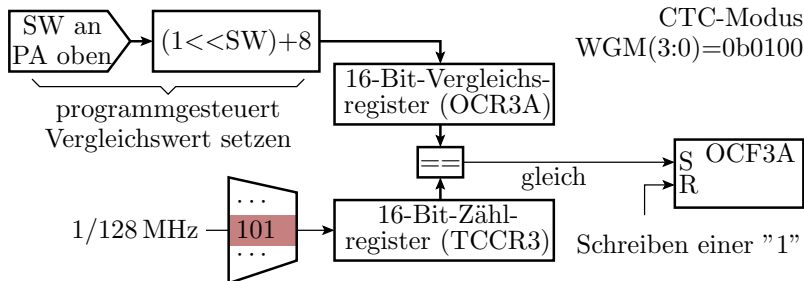 SW an
PA oben
(1<<SW)+8
CTC-Modus
WGM(3:0)=0b0100
programmgesteuert
Vergleichswert setzen
16-Bit-Vergleichs-
register (OCR3A)
==
gleich
S
R
OCF3A
1/128 MHz
· · ·
101
· · ·
16-Bit-Zähl-
register (TCCR3)
Schreiben einer "1"